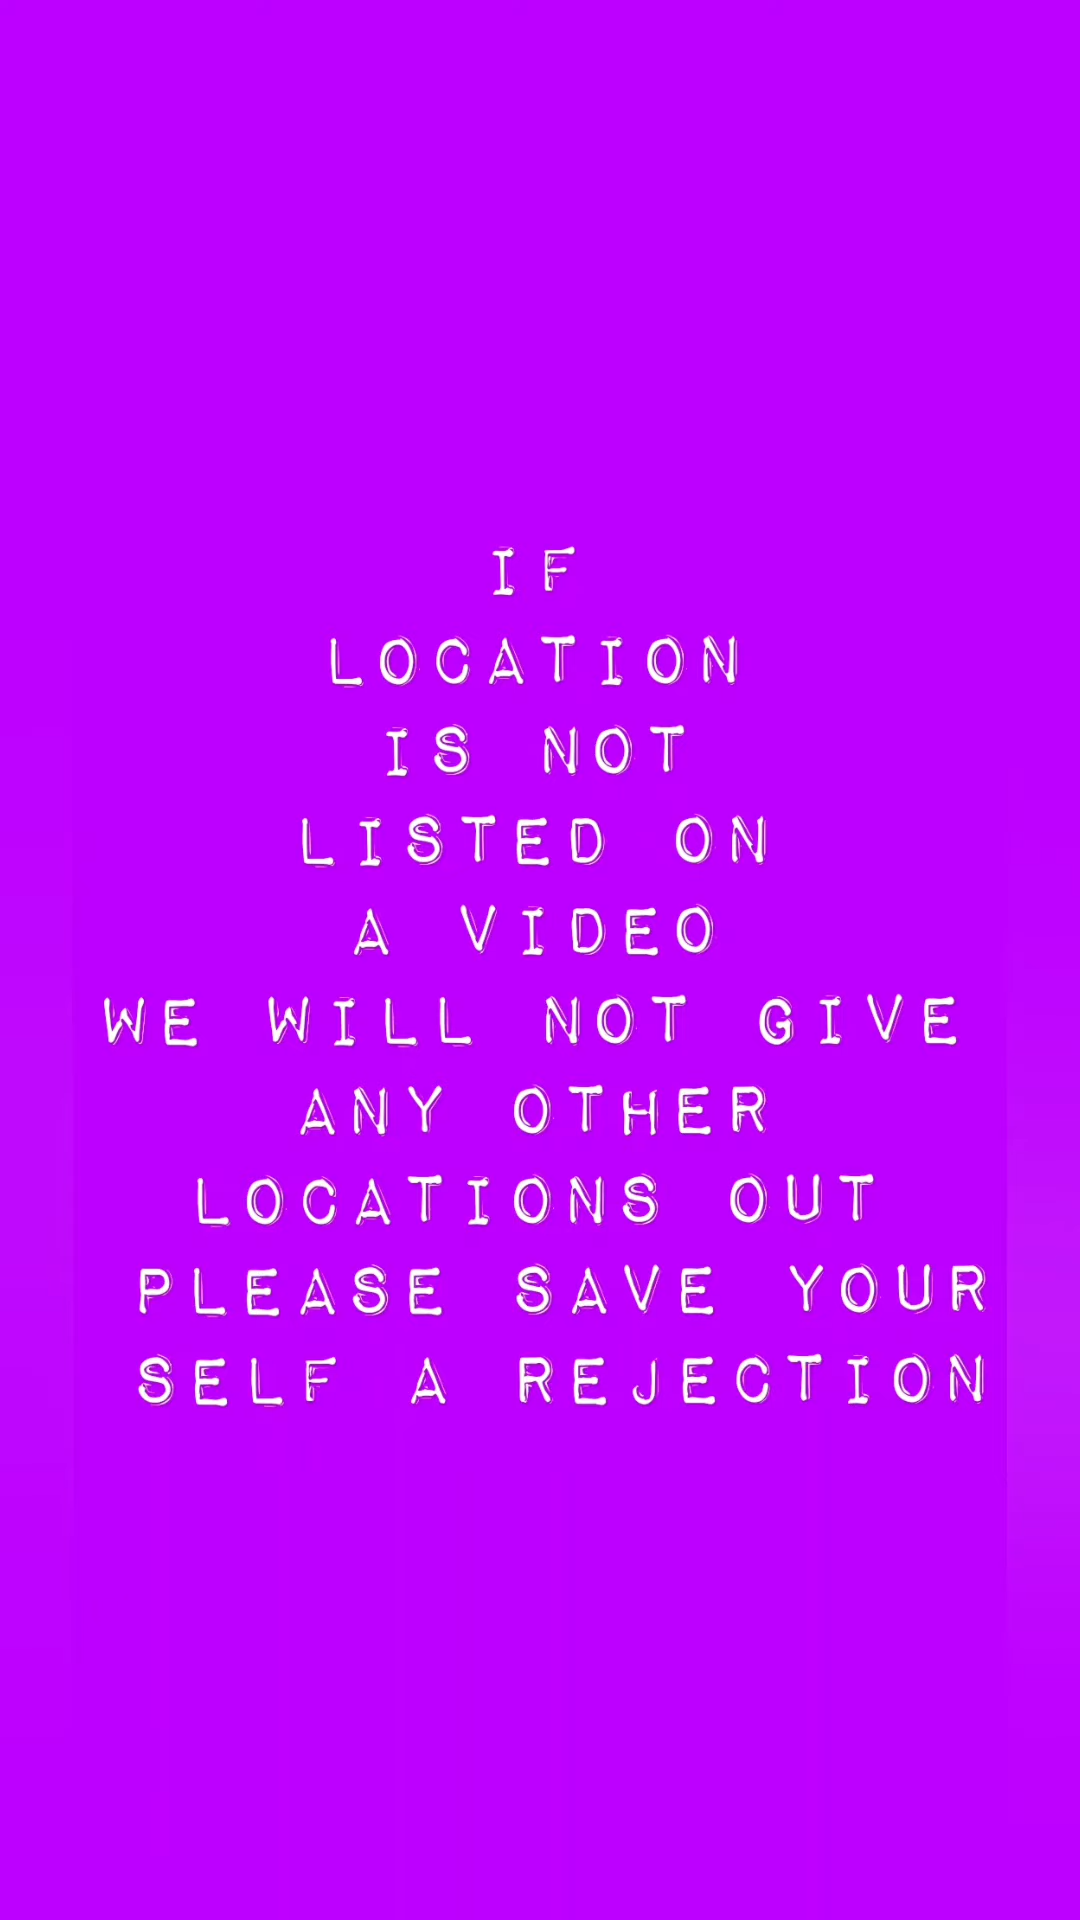 IF
LOCATION
IS NOT
LISTED ON
A VIDEO
WE WILL NOT GIVE
ANY OTHER
LOCATIONS OUT
PLEASE SAVE YOUR
SELF A REJECTION